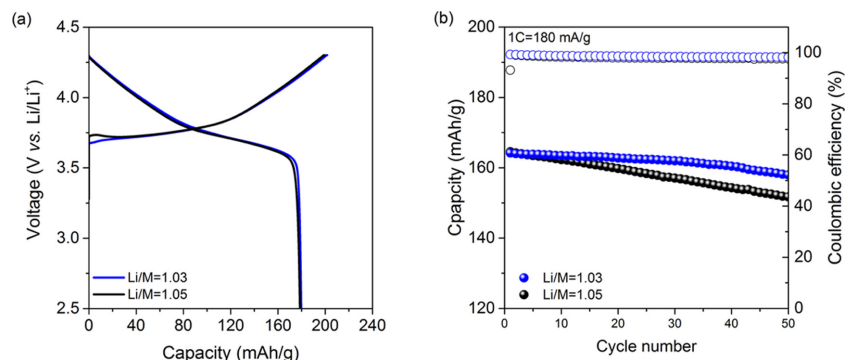 (a)
4.5
4.0
3.5
3.0
2.5
Voltage (V vs. Li/Li⁺)
Li/M=1.03
Li/M=1.05
0 40 80 120 160 200 240
Capacity (mAh/g)
(b)
1C=180 mA/g
200
190
180
160
140
120
Cpapcity (mAh/g)
100
80
60
40
20
0
Coulombic efficiency (%)
Li/M=1.03
Li/M=1.05
0 10 20 30 40 50
Cycle number